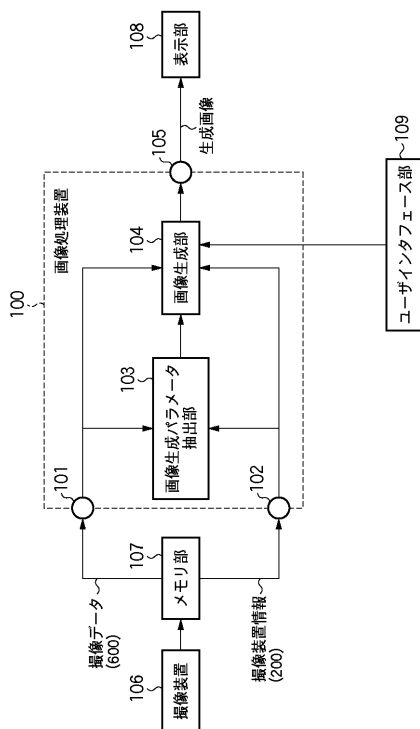 100
画像処理装置
101
撮像データ
(600)
106
撮像装置
107
メモリ部
103
画像生成パラメータ
抽出部
104
画像生成部
105
生成画像
108
表示部
102
撮像装置情報
(200)
109
ユーザインタフェース部